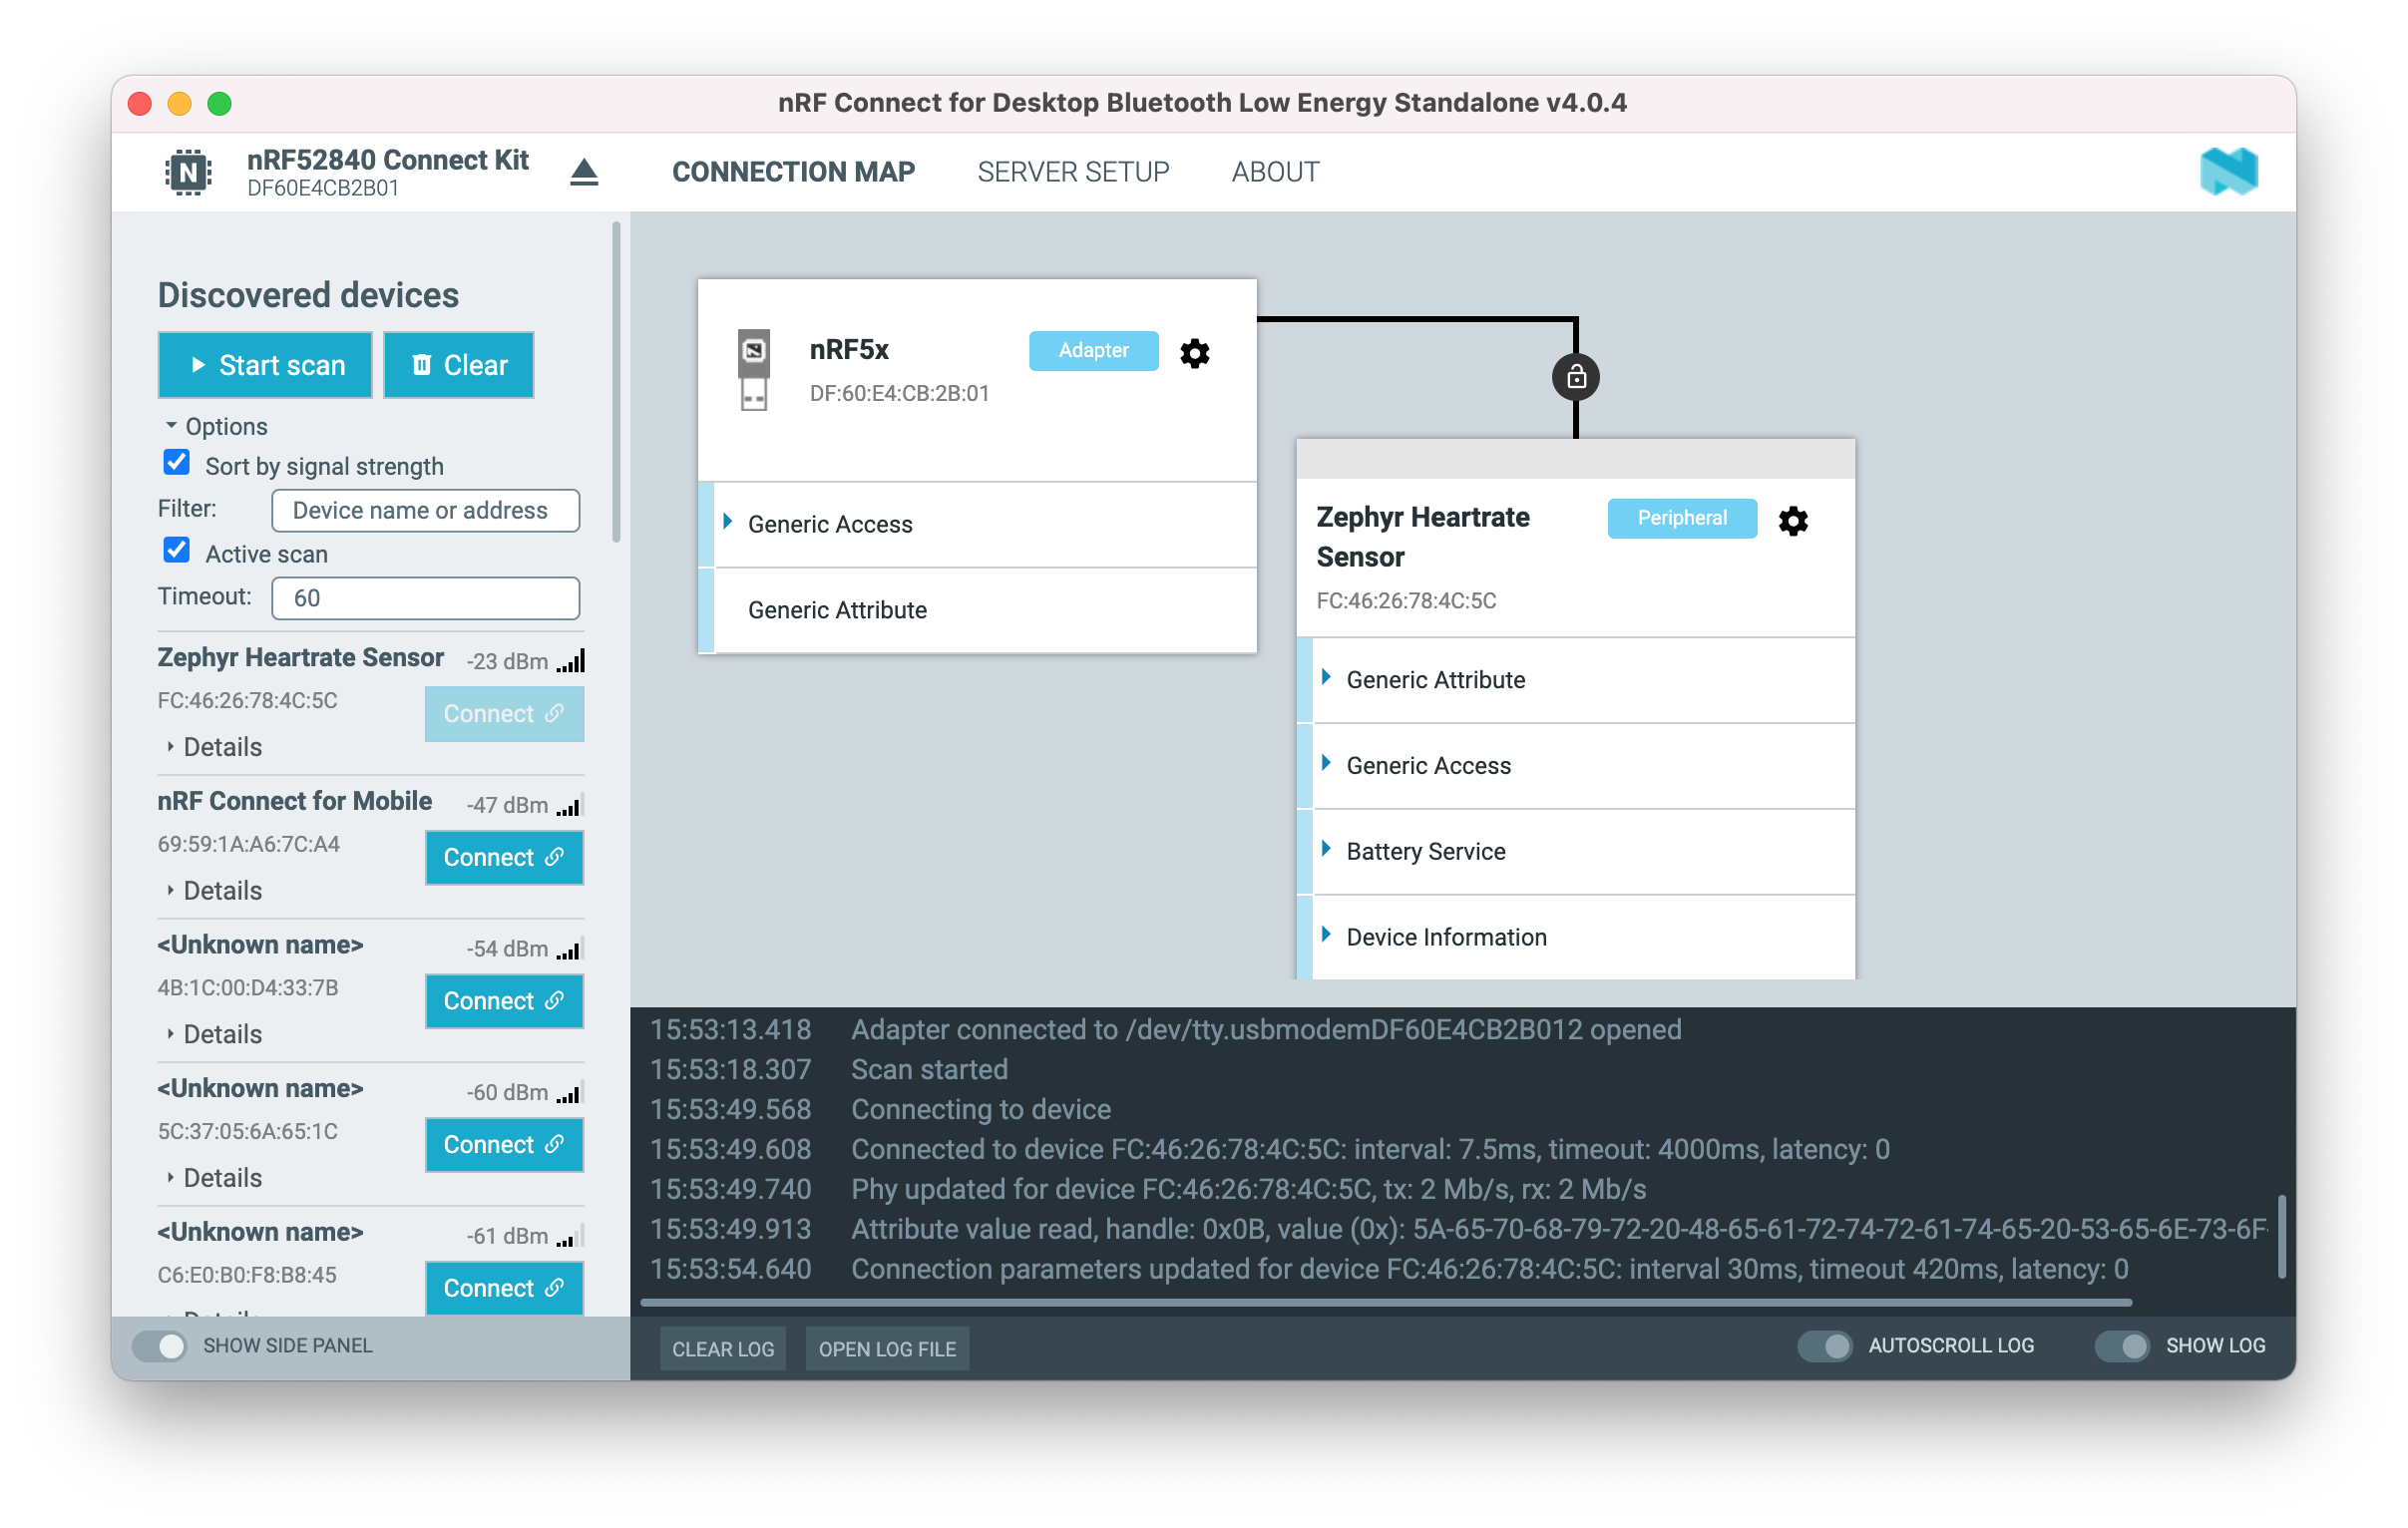 nRF Connect for Desktop Bluetooth Low Energy Standalone v4.0.4
N
nRF52840 Connect Kit
DF60E4CB2B01
CONNECTION MAP
SERVER SETUP
ABOUT
Discovered devices
Start scan
Clear
Options
Sort by signal strength
Filter:
Device name or address
Active scan
Timeout:
60
Zephyr Heartrate Sensor
-23 dBm
FC:46:26:78:4C:5C
Connect
Details
nRF Connect for Mobile
-47 dBm
69:59:1A:A6:7C:A4
Connect
Details
<Unknown name>
-54 dBm
4B:1C:00:D4:33:7B
Connect
Details
<Unknown name>
-60 dBm
5C:37:05:6A:65:1C
Connect
Details
<Unknown name>
-61 dBm
C6:E0:B0:F8:B8:45
Connect
SHOW SIDE PANEL
nRF5x
Adapter
DF:60:E4:CB:2B:01
Generic Access
Generic Attribute
Zephyr Heartrate
Sensor
Peripheral
FC:46:26:78:4C:5C
Generic Attribute
Generic Access
Battery Service
Device Information
15:53:13.418 Adapter connected to /dev/tty.usbmodemDF60E4CB2B012 opened
15:53:18.307 Scan started
15:53:49.568 Connecting to device
15:53:49.608 Connected to device FC:46:26:78:4C:5C: interval: 7.5ms, timeout: 4000ms, latency: 0
15:53:49.740 Phy updated for device FC:46:26:78:4C:5C, tx: 2 Mb/s, rx: 2 Mb/s
15:53:49.913 Attribute value read, handle: 0x0B, value (0x): 5A-65-70-68-79-72-20-48-65-61-72-74-72-61-74-65-20-53-65-6E-73-6F-
15:53:54.640 Connection parameters updated for device FC:46:26:78:4C:5C: interval 30ms, timeout 420ms, latency: 0
CLEAR LOG
OPEN LOG FILE
AUTOSCROLL LOG
SHOW LOG